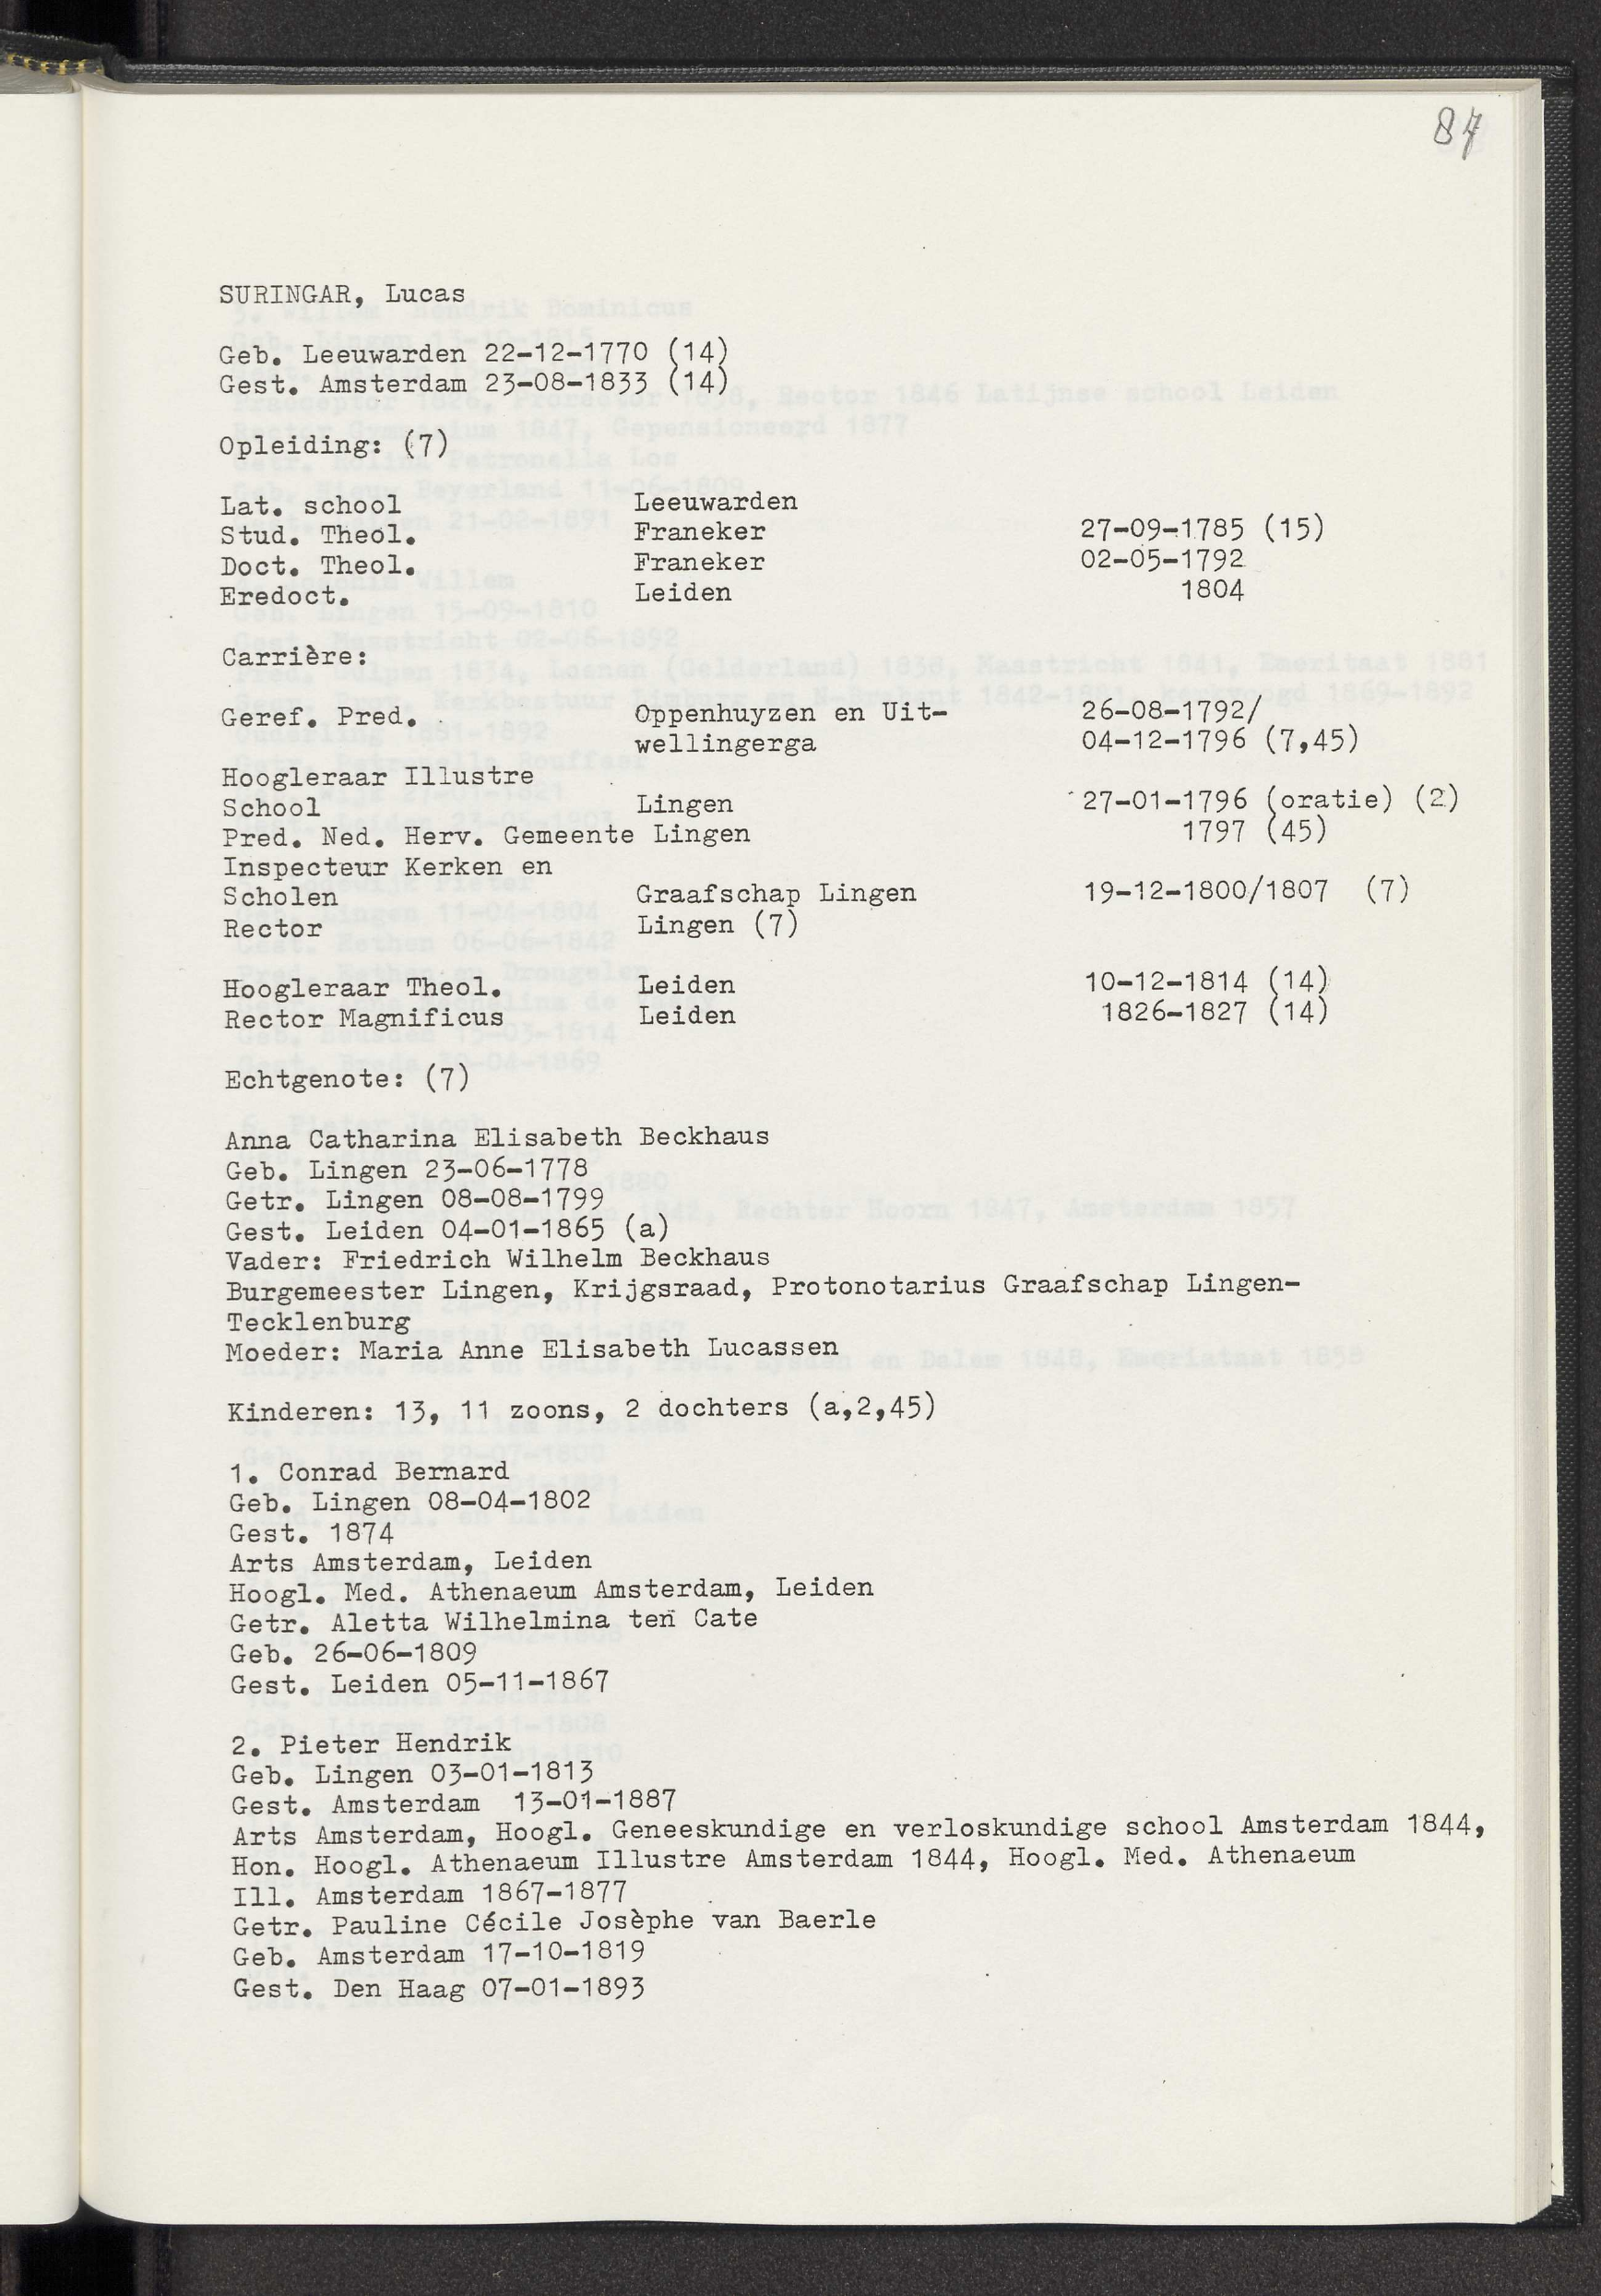 87
SURINGAR, Lucas
Geb. Leeuwarden 22-12-1770 (14)
Gest. Amsterdam 23-08-1833 (14)
Opleiding: (7)
Lat. school Leeuwarden
Stud. Theol. Franeker 27-09-1785 (15)
Doct. Theol. Franeker 02-05-1792
Eredoct. Leiden 1804
Carrière:
Geref. Pred. Oppenhuyzen en Uit- 26-08-1792/
wellingerga 04-12-1796 (7,45)
Hoogleraar Illustre
School Lingen 27-01-1796 (oratie) (2)
Pred. Ned. Herv. Gemeente Lingen 1797 (45)
Inspecteur Kerken en
Scholen Graafschap Lingen 19-12-1800/1807 (7)
Rector Lingen (7)
Hoogleraar Theol. Leiden 10-12-1814 (14)
Rector Magnificus Leiden 1826-1827 (14)
Echtgenote: (7)
Anna Catharina Elisabeth Beckhaus
Geb. Lingen 23-06-1778
Getr. Lingen 08-08-1799
Gest. Leiden 04-01-1865 (a)
Vader: Friedrich Wilhelm Beckhaus
Burgemeester Lingen, Krijgsraad, Protonotarius Graafschap Lingen-
Tecklenburg
Moeder: Maria Anne Elisabeth Lucassen
Kinderen: 13, 11 zoons, 2 dochters (a,2,45)
1. Conrad Bernard
Geb. Lingen 08-04-1802
Gest. 1874
Arts Amsterdam, Leiden
Hoogl. Med. Athenaeum Amsterdam, Leiden
Getr. Aletta Wilhelmina ten Cate
Geb. 26-06-1809
Gest. Leiden 05-11-1867
2. Pieter Hendrik
Geb. Lingen 03-01-1813
Gest. Amsterdam 13-01-1887
Arts Amsterdam, Hoogl. Geneeskundige en verloskundige school Amsterdam 1844,
Hon. Hoogl. Athenaeum Illustre Amsterdam 1844, Hoogl. Med. Athenaeum
Ill. Amsterdam 1867-1877
Getr. Pauline Cécile Josèphe van Baerle
Geb. Amsterdam 17-10-1819
Gest. Den Haag 07-01-1893